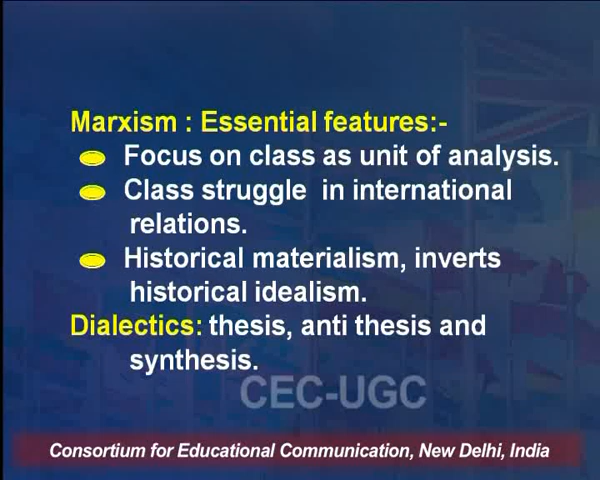 Marxism : Essential features:-
Focus on class as unit of analysis.
Class struggle in international
relations.
Historical materialism, inverts
historical idealism.
Dialectics: thesis, anti thesis and
synthesis.
CEC-UGC
Consortium for Educational Communication, New Delhi, India